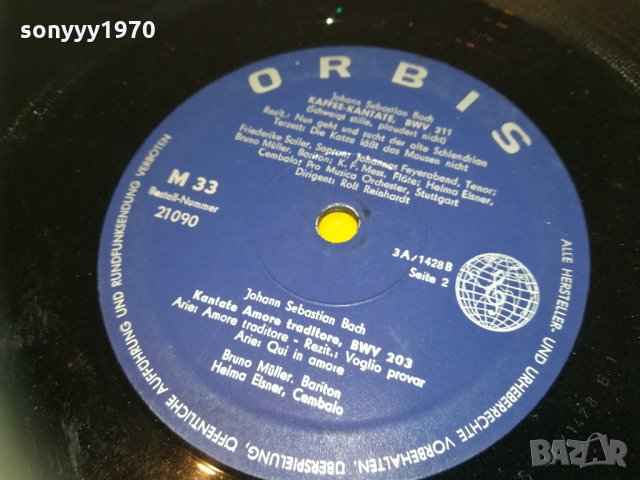 sonyyy1970
ORBIS
Johann Sebastian Bach
KAFFEE-KANTATE, BWV 211
(Schweigt stille, plaudert nicht)
Rezit.: Nun geht und sucht der alte Schlendrian
Terzett: Die Katze läßt das Mausen nicht
Friederike Sailer, Sopran; Johannes Feyerabend, Tenor;
Bruno Müller, Bariton; K. F. Mess, Flöte; Helma Elsner,
Cembalo; Pro Musica Orchester, Stuttgart
Dirigent: Rolf Reinhardt
M 33
Bestell-Nummer
21090
3A/1428B
Seite 2
Johann Sebastian Bach
Kantate Amore traditore, BWV 203
Arie: Amore traditore - Rezit.: Voglio provar
Arie: Qui in amore
Bruno Müller, Bariton
Helma Elsner, Cembalo
ALLE HERSTELLER- UND URHEBERRECHTE VORBEHALTEN. ÜBERSPIELUNG, ÖFFENTLICHE AUFFÜHRUNG UND RUNDFUNKSENDUNG VERBOTEN
BAZAR